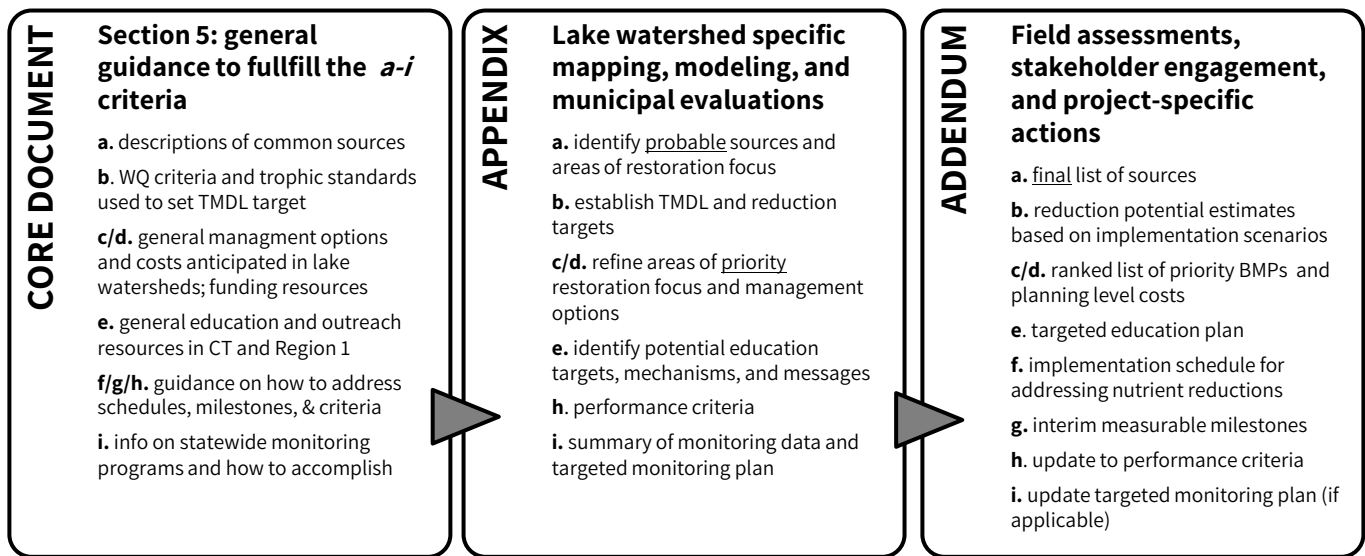 CORE DOCUMENT
Section 5: general
guidance to fullfill the a-i
criteria
a. descriptions of common sources
b. WQ criteria and trophic standards
used to set TMDL target
c/d. general managment options
and costs anticipated in lake
watersheds; funding resources
e. general education and outreach
resources in CT and Region 1
f/g/h. guidance on how to address
schedules, milestones, & criteria
i. info on statewide monitoring
programs and how to accomplish
APPENDIX
Lake watershed specific
mapping, modeling, and
municipal evaluations
a. identify probable sources and
areas of restoration focus
b. establish TMDL and reduction
targets
c/d. refine areas of priority
restoration focus and management
options
e. identify potential education
targets, mechanisms, and messages
h. performance criteria
i. summary of monitoring data and
targeted monitoring plan
ADDENDUM
Field assessments,
stakeholder engagement,
and project-specific
actions
a. final list of sources
b. reduction potential estimates
based on implementation scenarios
c/d. ranked list of priority BMPs and
planning level costs
e. targeted education plan
f. implementation schedule for
addressing nutrient reductions
g. interim measurable milestones
h. update to performance criteria
i. update targeted monitoring plan (if
applicable)